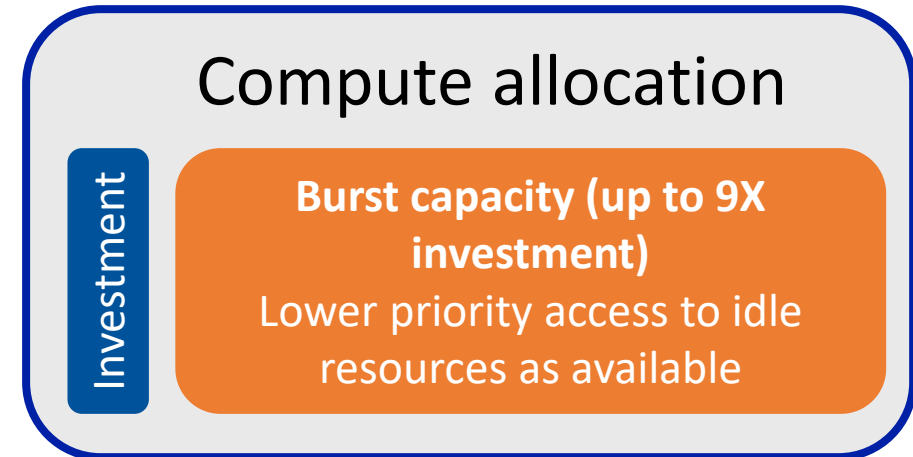 Compute allocation
Investment
Burst capacity (up to 9X
investment)
Lower priority access to idle
resources as available